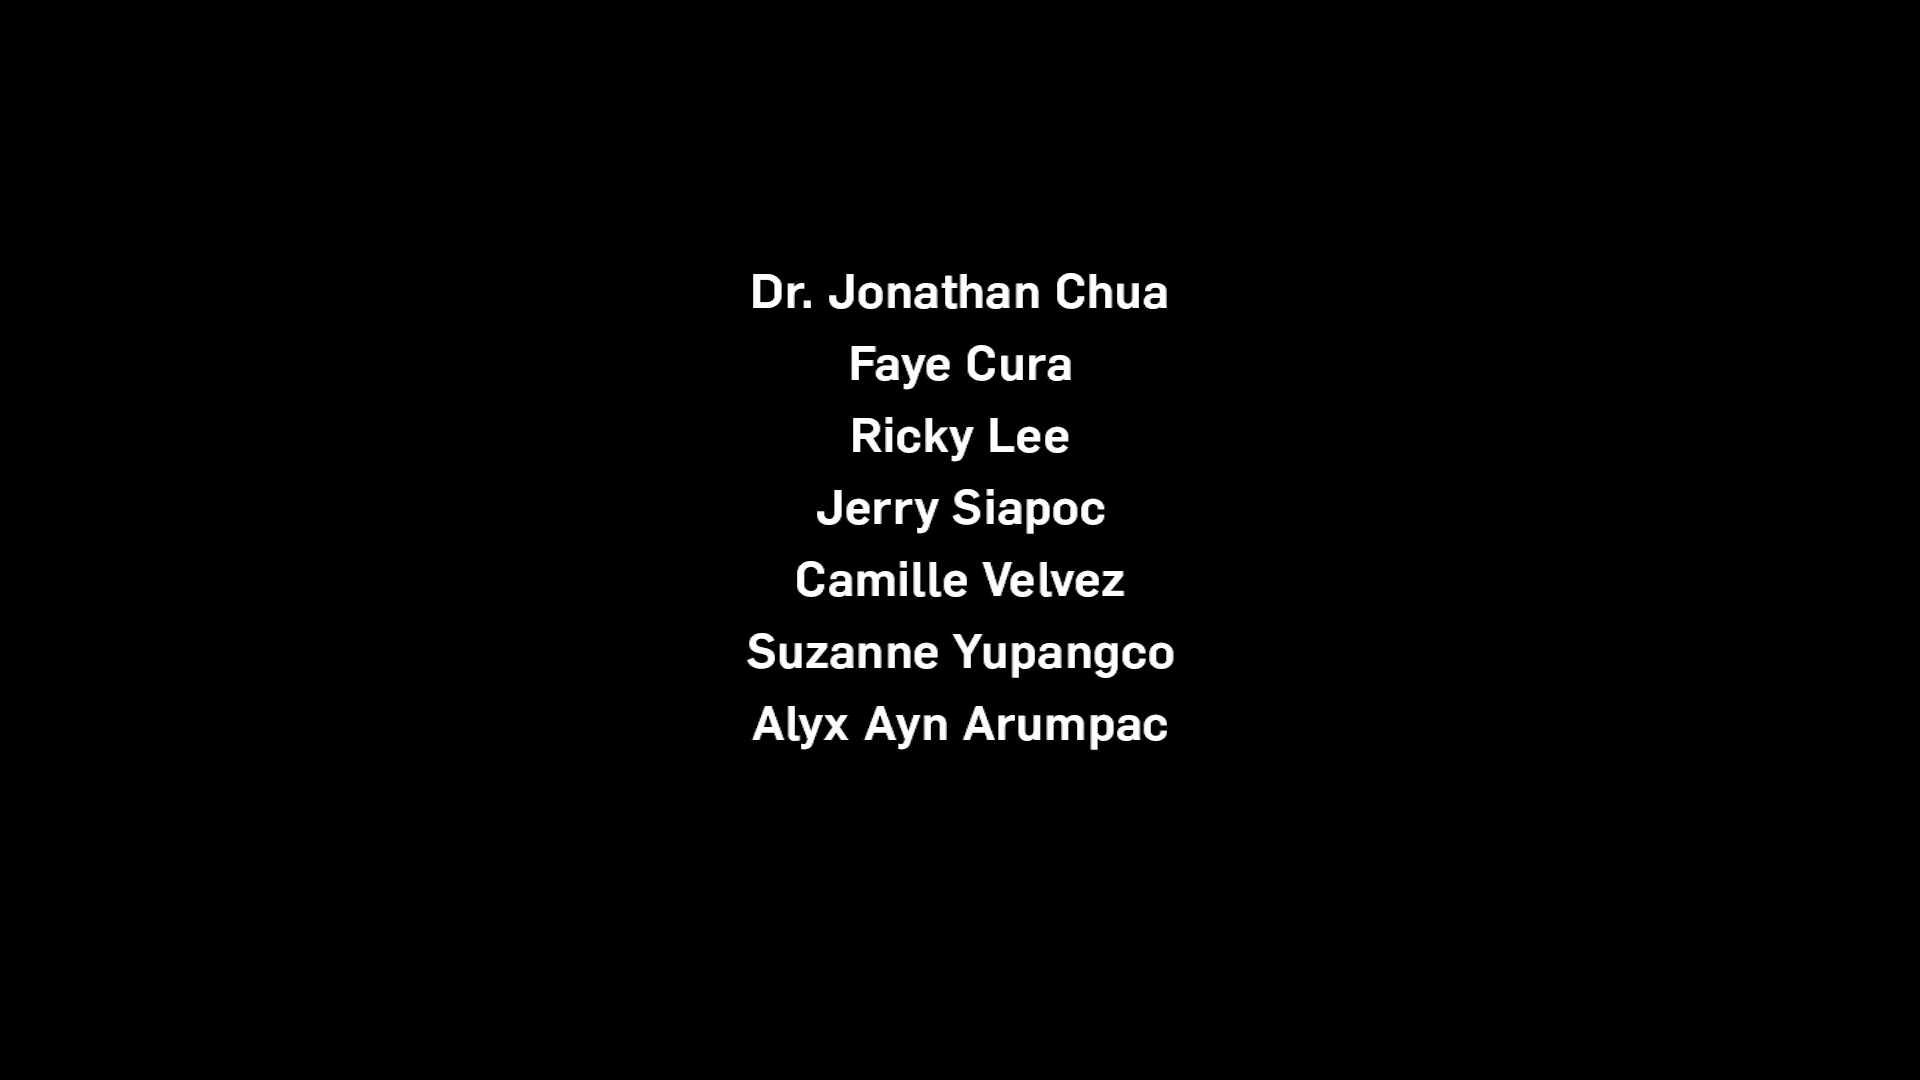 Dr. Jonathan Chua
Faye Cura
Ricky Lee
Jerry Siapoc
Camille Velvez
Suzanne Yupangco
Alyx Ayn Arumpac